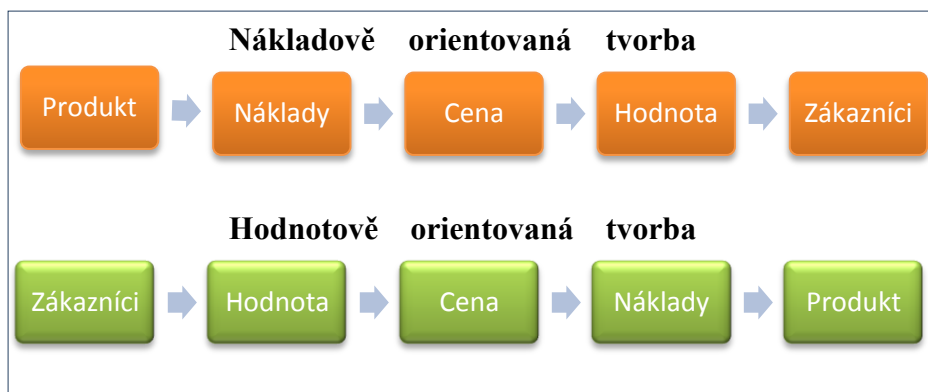 Nákladově orientovaná tvorba
Produkt Náklady Cena Hodnota Zákazníci
Hodnotově orientovaná tvorba
Zákazníci Hodnota Cena Náklady Produkt